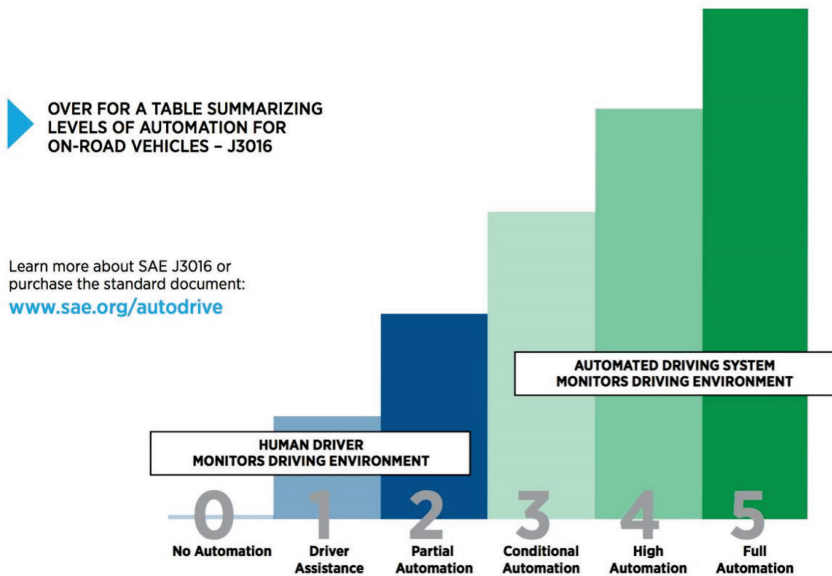 OVER FOR A TABLE SUMMARIZING
LEVELS OF AUTOMATION FOR
ON-ROAD VEHICLES – J3016
Learn more about SAE J3016 or
purchase the standard document:
www.sae.org/autodrive
AUTOMATED DRIVING SYSTEM
MONITORS DRIVING ENVIRONMENT
HUMAN DRIVER
MONITORS DRIVING ENVIRONMENT
0
No Automation
1
Driver
Assistance
2
Partial
Automation
3
Conditional
Automation
4
High
Automation
5
Full
Automation